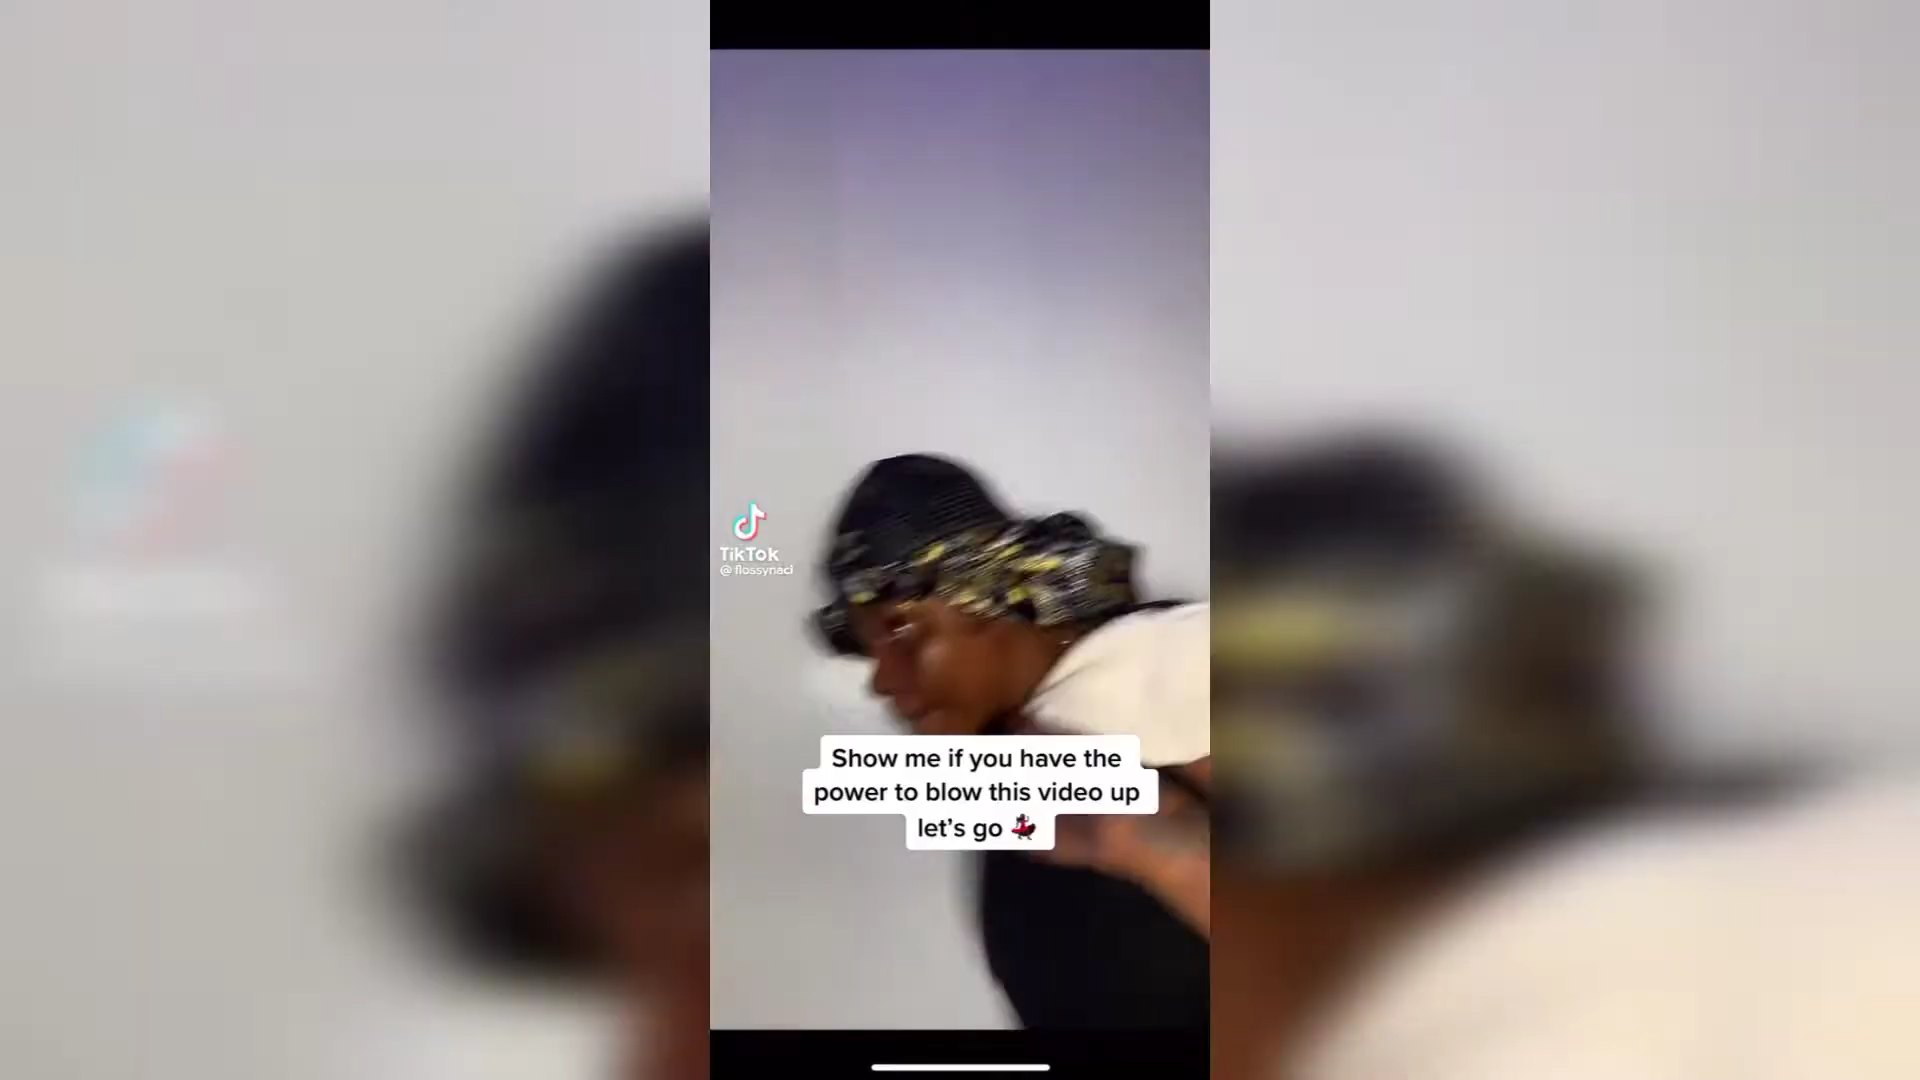 TikTok
@ flossynaci
Show me if you have the
power to blow this video up
let's go 💃🏿